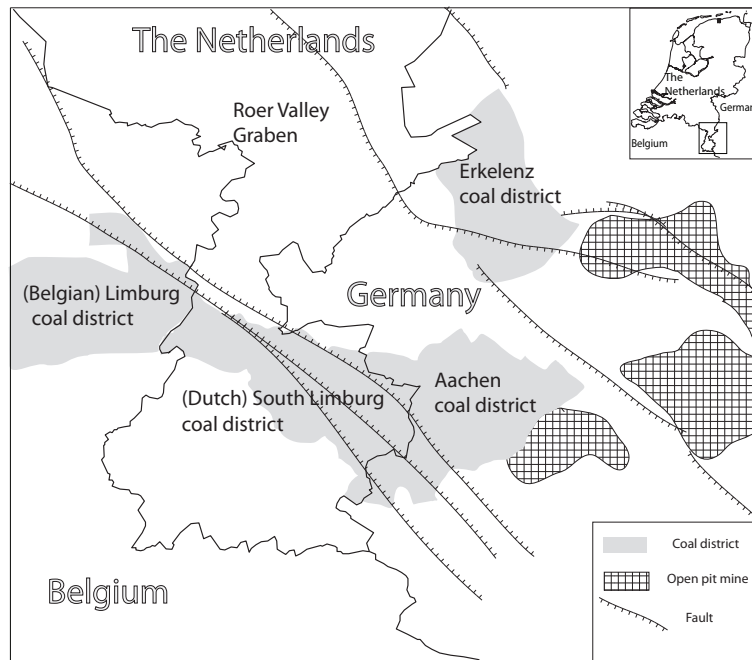 The Netherlands
Roer Valley
Graben
Erkelenz
coal district
(Belgian) Limburg
coal district
Germany
(Dutch) South Limburg
coal district
Aachen
coal district
Belgium
The
Netherlands
German
Belgium
Coal district
Open pit mine
Fault